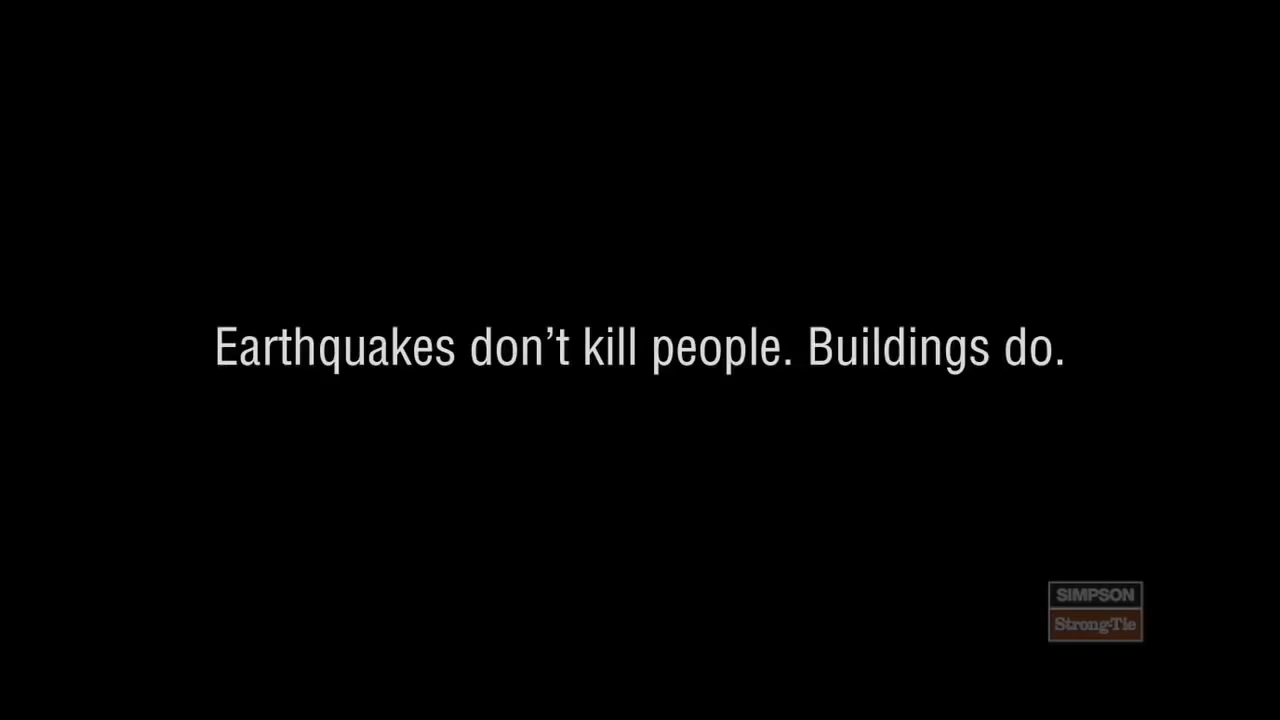 Earthquakes don’t kill people. Buildings do.
SIMPSON
Strong-Tie